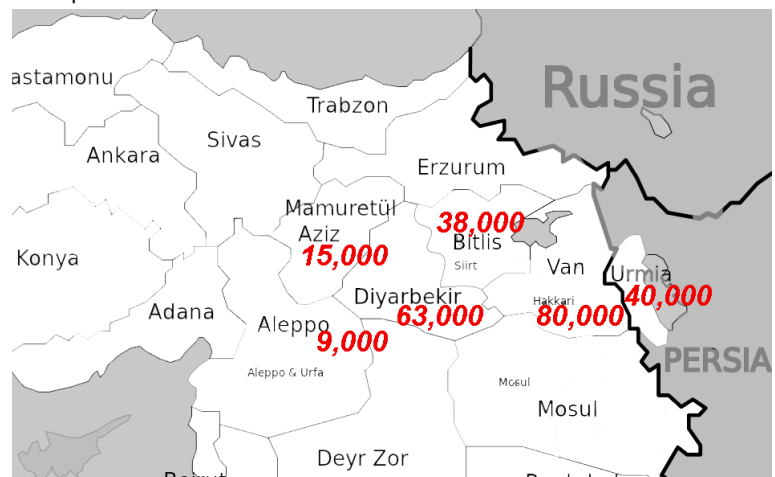 astamonu
Trabzon
Russia
Sivas
Ankara
Erzurum
Mamuretül
Aziz
15,000
38,000
Bitlis
Siirt
Van
Urmia
Konya
Diyarbekir
63,000
Hakkari
80,000
40,000
Adana
Aleppo
9,000
Aleppo & Urfa
PERSIA
Mosul
Mosul
Deyr Zor